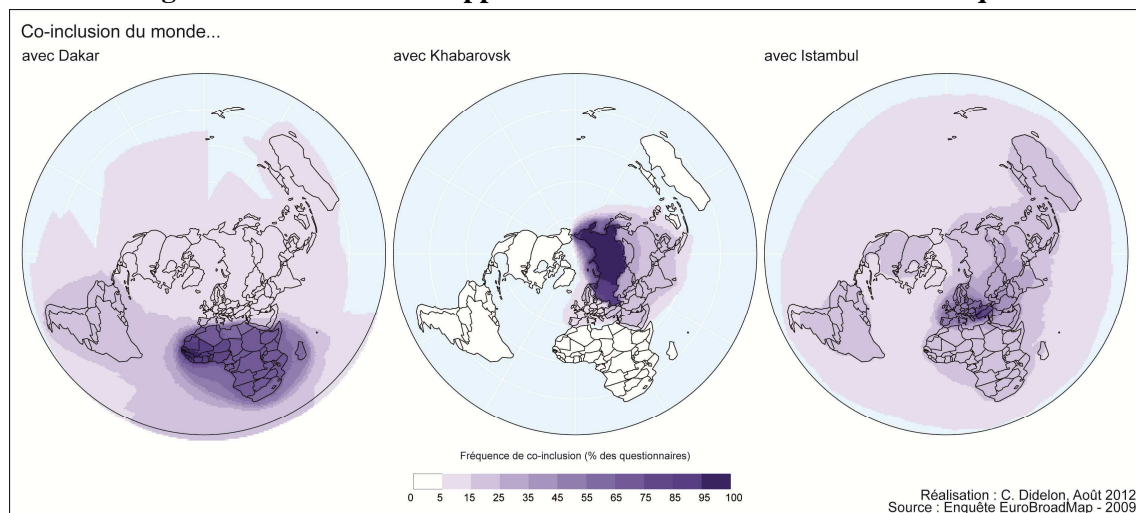 Co-inclusion du monde...
avec Dakar
avec Khabarovsk
avec Istambul
Fréquence de co-inclusion (% des questionnaires)
0 5 15 25 35 45 55 65 75 85 95 100
Réalisation : C. Didelon, Août 2012
Source : Enquête EuroBroadMap - 2009